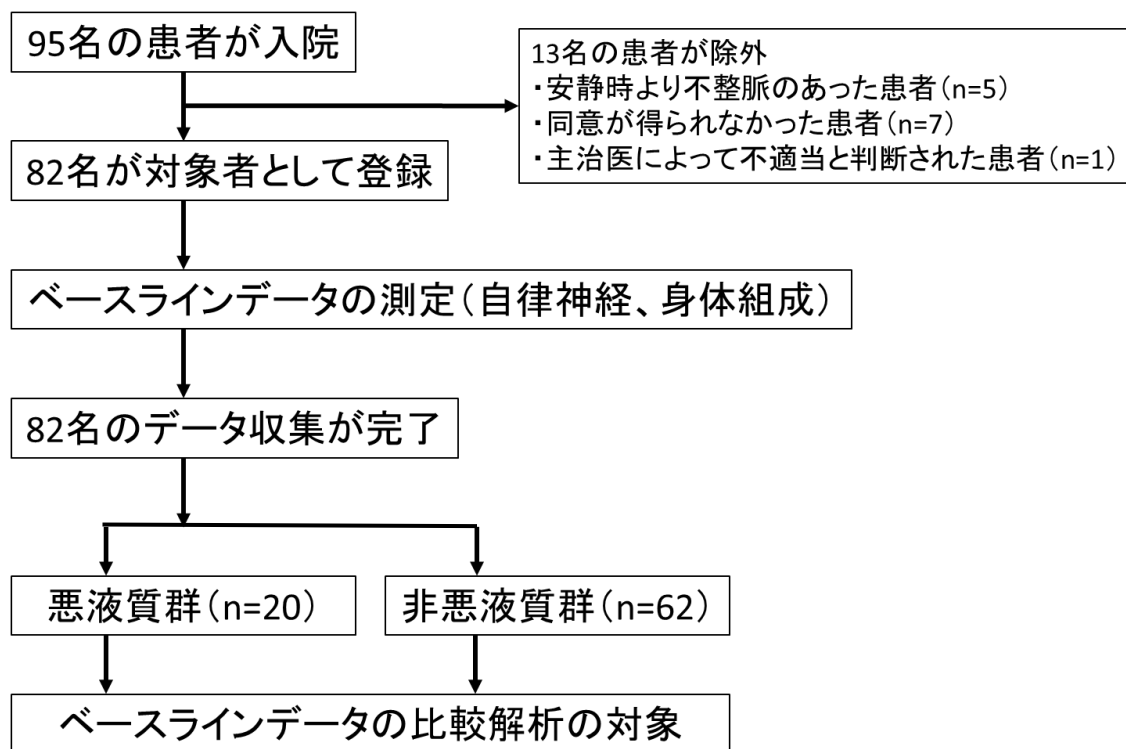 95名の患者が入院
13名の患者が除外
・安静時より不整脈のあった患者(n=5)
・同意が得られなかった患者(n=7)
・主治医によって不適当と判断された患者(n=1)
82名が対象者として登録
ベースラインデータの測定(自律神経、身体組成)
82名のデータ収集が完了
悪液質群(n=20)
非悪液質群(n=62)
ベースラインデータの比較解析の対象